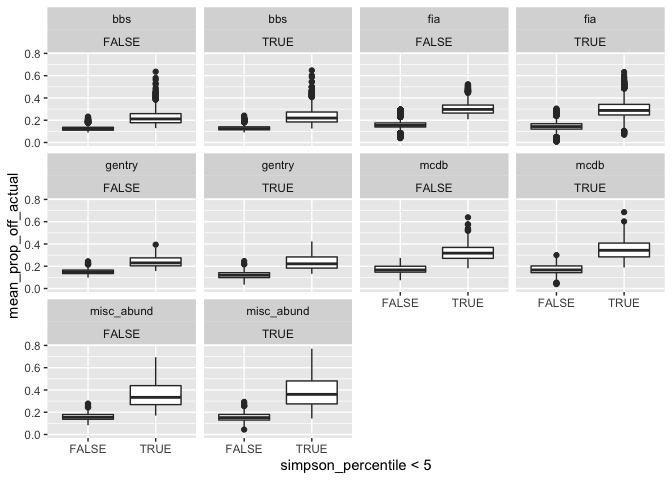 bbs bbs fia fia
FALSE TRUE FALSE TRUE
0.8
0.6
0.4
0.2
0.0
gentry gentry mcdb mcdb
FALSE TRUE FALSE TRUE
0.8
0.6
0.4
0.2
0.0
FALSE TRUE FALSE TRUE
misc_abund misc_abund
FALSE TRUE
0.8
0.6
0.4
0.2
0.0
FALSE TRUE FALSE TRUE
mean_prop_off_actual
simpson_percentile < 5